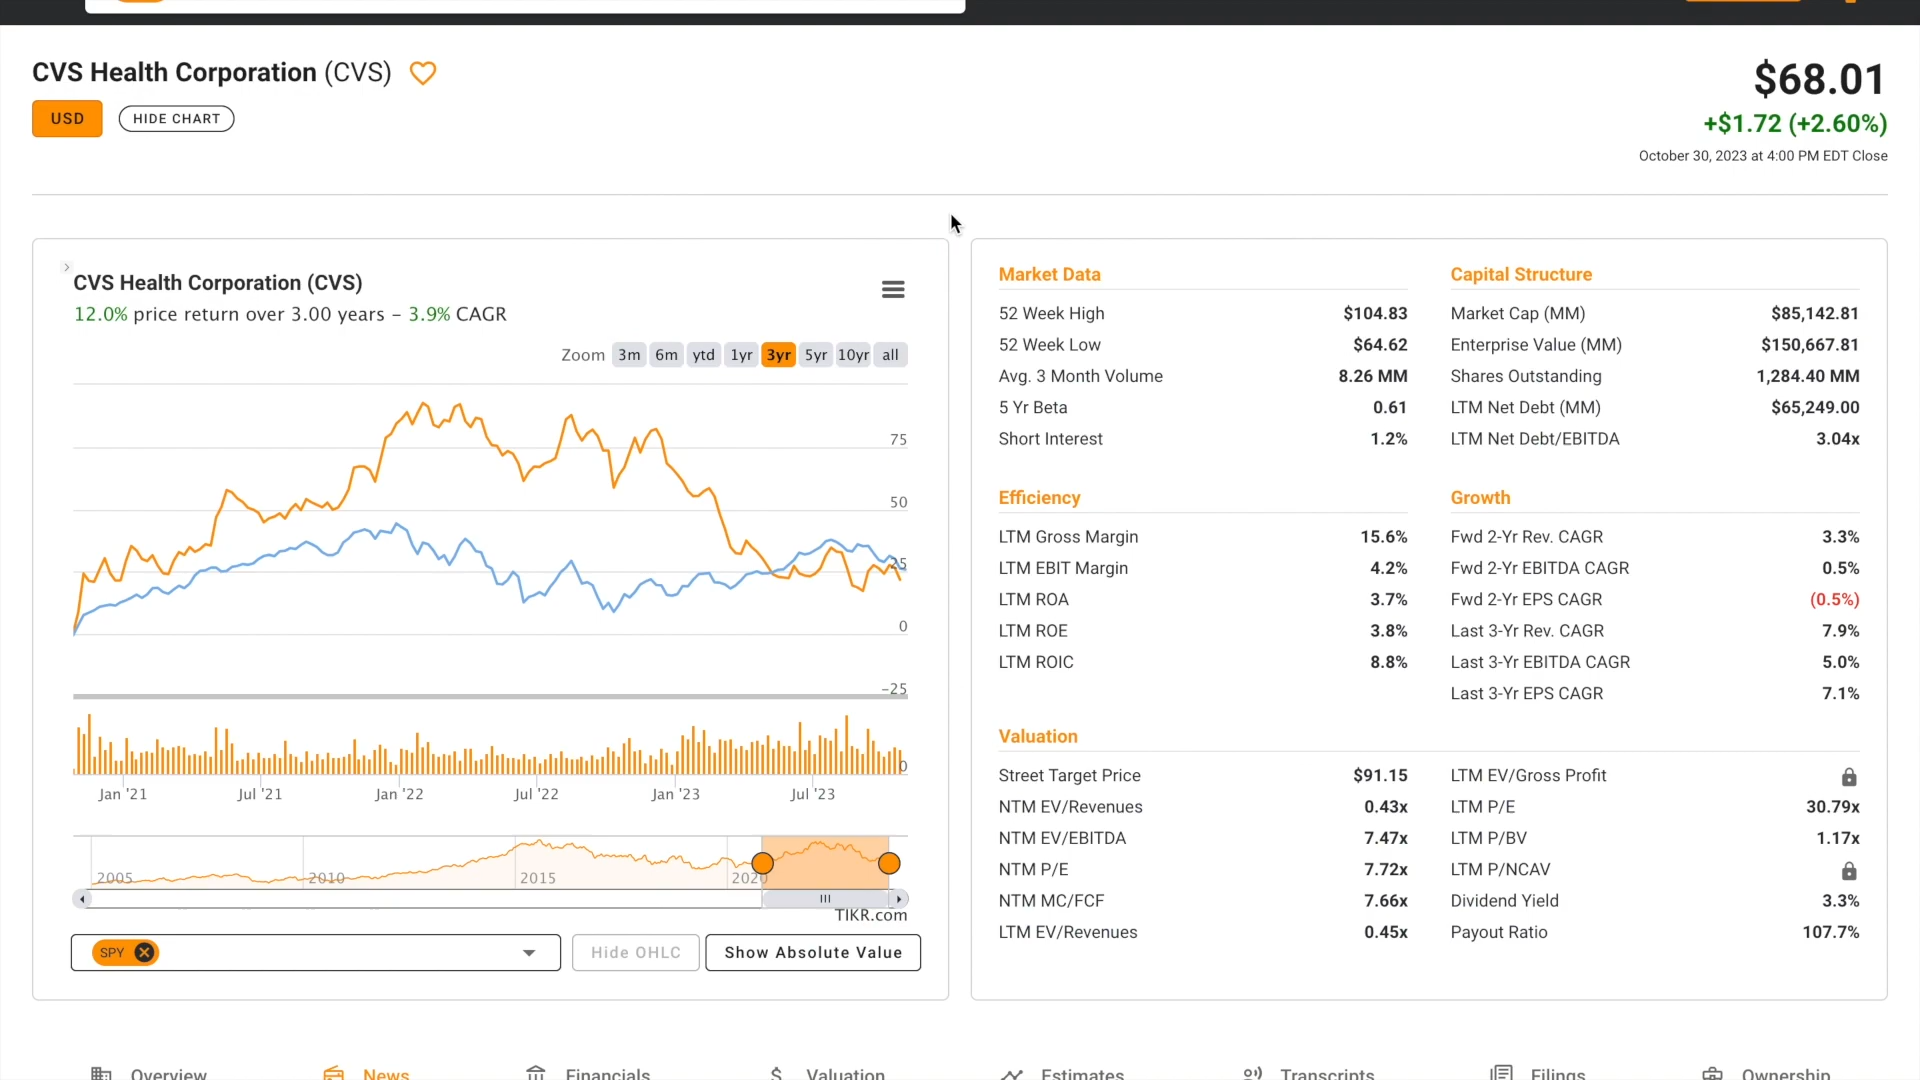 CVS Health Corporation (CVS)
USD
HIDE CHART
$68.01
+$1.72 (+2.60%)
October 30, 2023 at 4:00 PM EDT Close
CVS Health Corporation (CVS)
12.0% price return over 3.00 years – 3.9% CAGR
Zoom 3m 6m ytd 1yr 3yr 5yr 10yr all
75
50
25
0
−25
0
Jan '21 Jul '21 Jan '22 Jul '22 Jan '23 Jul '23
2005 2010 2015 2020
TIKR.com
SPY
Hide OHLC
Show Absolute Value
Market Data
52 Week High $104.83
52 Week Low $64.62
Avg. 3 Month Volume 8.26 MM
5 Yr Beta 0.61
Short Interest 1.2%
Capital Structure
Market Cap (MM) $85,142.81
Enterprise Value (MM) $150,667.81
Shares Outstanding 1,284.40 MM
LTM Net Debt (MM) $65,249.00
LTM Net Debt/EBITDA 3.04x
Efficiency
LTM Gross Margin 15.6%
LTM EBIT Margin 4.2%
LTM ROA 3.7%
LTM ROE 3.8%
LTM ROIC 8.8%
Growth
Fwd 2-Yr Rev. CAGR 3.3%
Fwd 2-Yr EBITDA CAGR 0.5%
Fwd 2-Yr EPS CAGR (0.5%)
Last 3-Yr Rev. CAGR 7.9%
Last 3-Yr EBITDA CAGR 5.0%
Last 3-Yr EPS CAGR 7.1%
Valuation
Street Target Price $91.15
NTM EV/Revenues 0.43x
NTM EV/EBITDA 7.47x
NTM P/E 7.72x
NTM MC/FCF 7.66x
LTM EV/Revenues 0.45x
LTM EV/Gross Profit
LTM P/E 30.79x
LTM P/BV 1.17x
LTM P/NCAV
Dividend Yield 3.3%
Payout Ratio 107.7%
Overview News Financials Valuation Estimates Transcripts Filings Ownership